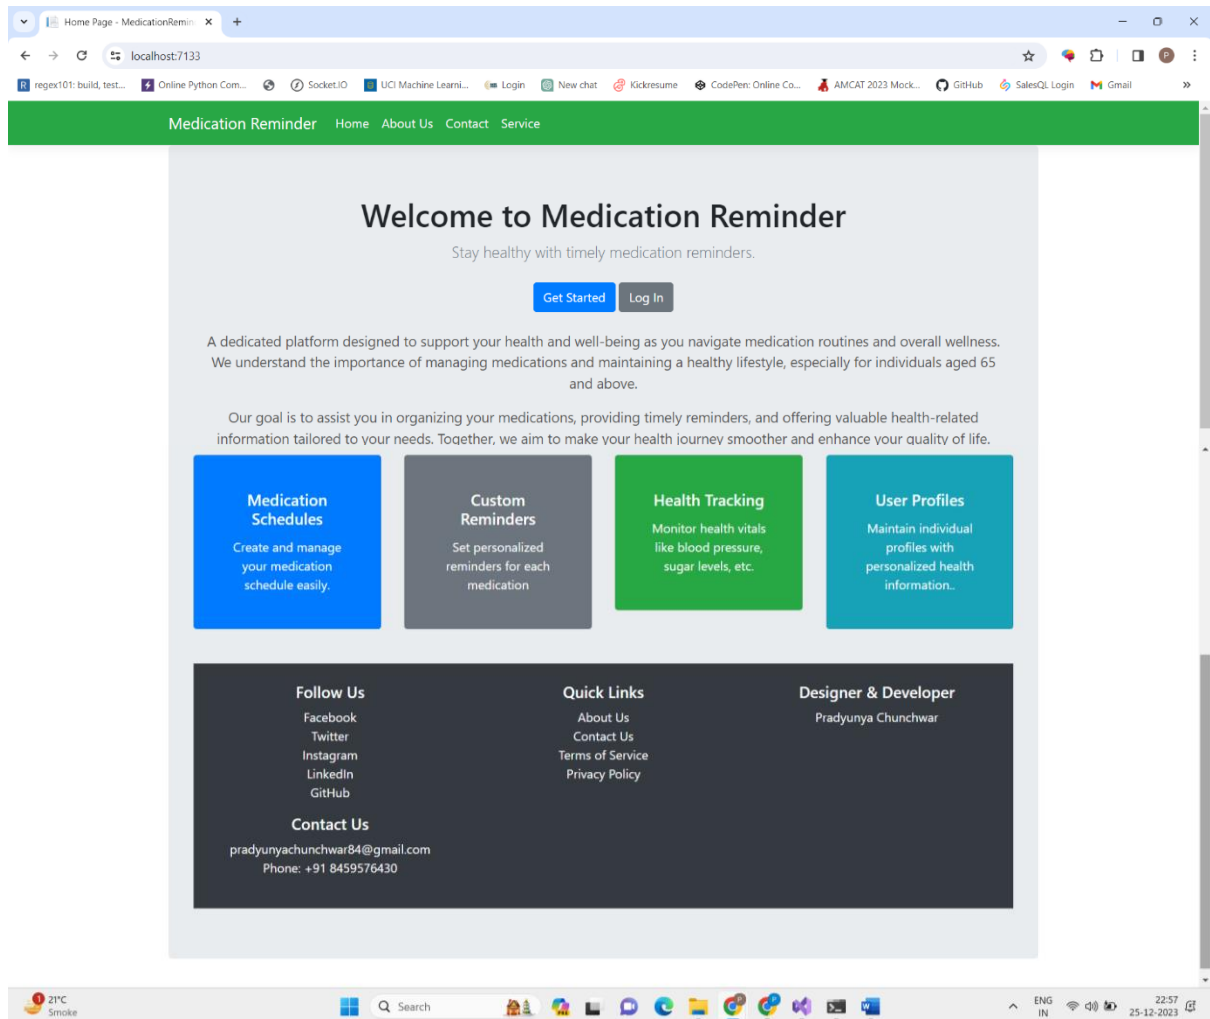 Home Page - MedicationRemin
localhost:7133
regex101: build, test...
Online Python Com...
Socket.IO
UCI Machine Learni...
Login
New chat
Kickresume
CodePen: Online Co...
AMCAT 2023 Mock...
GitHub
SalesQL Login
Gmail
Medication Reminder Home About Us Contact Service
Welcome to Medication Reminder
Stay healthy with timely medication reminders.
Get Started Log In
A dedicated platform designed to support your health and well-being as you navigate medication routines and overall wellness.
We understand the importance of managing medications and maintaining a healthy lifestyle, especially for individuals aged 65
and above.
Our goal is to assist you in organizing your medications, providing timely reminders, and offering valuable health-related
information tailored to your needs. Together, we aim to make your health journey smoother and enhance your quality of life.
Medication
Schedules
Create and manage
your medication
schedule easily.
Custom
Reminders
Set personalized
reminders for each
medication
Health Tracking
Monitor health vitals
like blood pressure,
sugar levels, etc.
User Profiles
Maintain individual
profiles with
personalized health
information..
Follow Us
Facebook
Twitter
Instagram
LinkedIn
GitHub
Contact Us
pradyunyachunchwar84@gmail.com
Phone: +91 8459576430
Quick Links
About Us
Contact Us
Terms of Service
Privacy Policy
Designer & Developer
Pradyunya Chunchwar
1
21°C
Smoke
Search
ENG
IN
22:57
25-12-2023